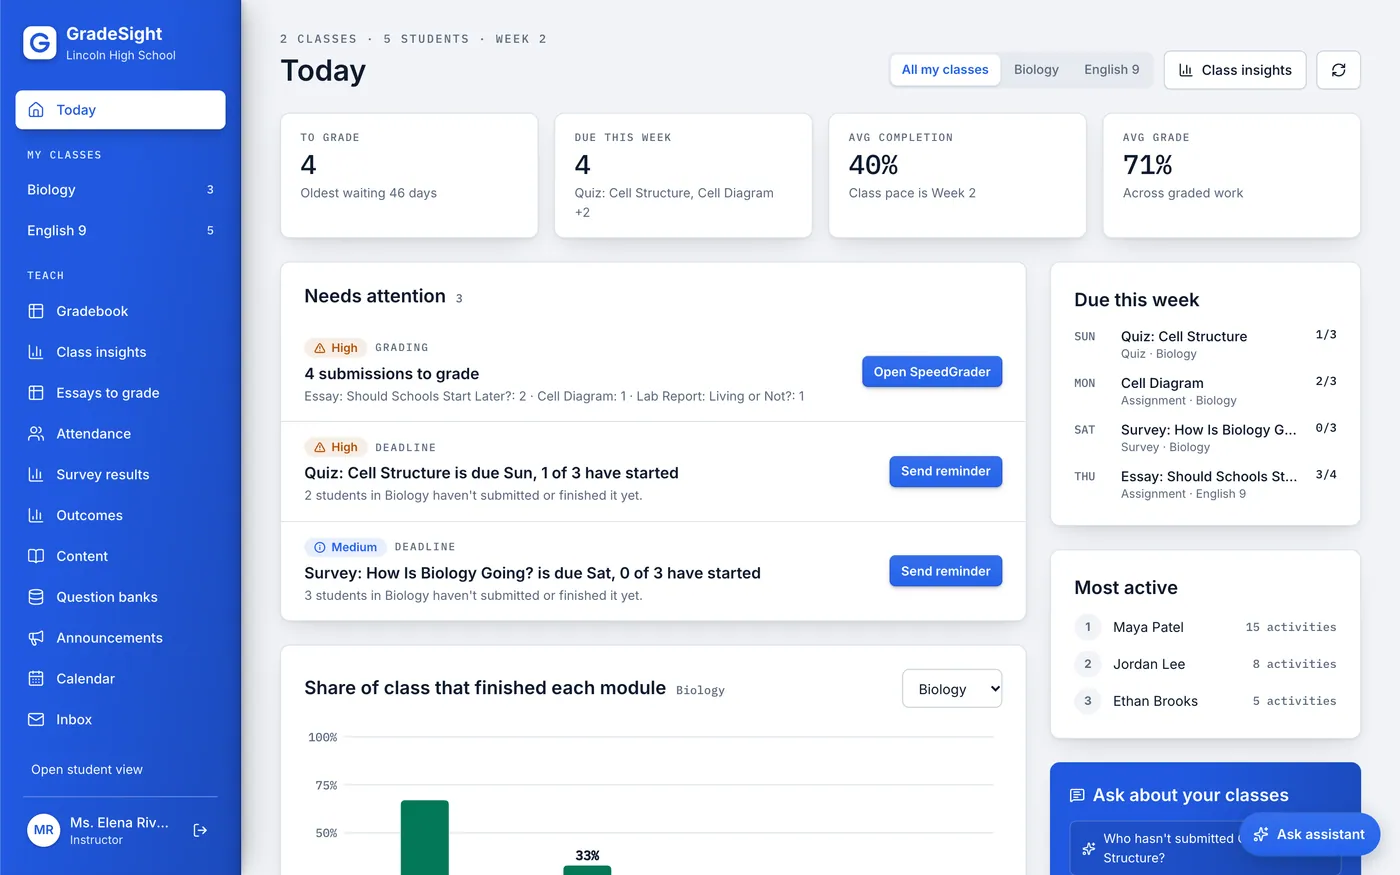 GradeSight
Lincoln High School
Today
MY CLASSES
Biology 3
English 9 5
TEACH
Gradebook
Class insights
Essays to grade
Attendance
Survey results
Outcomes
Content
Question banks
Announcements
Calendar
Inbox
Open student view
MR
Ms. Elena Riv...
Instructor
2 CLASSES · 5 STUDENTS · WEEK 2
Today
All my classes Biology English 9
Class insights
TO GRADE
4
Oldest waiting 46 days
DUE THIS WEEK
4
Quiz: Cell Structure, Cell Diagram
+2
AVG COMPLETION
40%
Class pace is Week 2
AVG GRADE
71%
Across graded work
Needs attention 3
High GRADING
4 submissions to grade
Essay: Should Schools Start Later?: 2 · Cell Diagram: 1 · Lab Report: Living or Not?: 1
Open SpeedGrader
High DEADLINE
Quiz: Cell Structure is due Sun, 1 of 3 have started
2 students in Biology haven't submitted or finished it yet.
Send reminder
Medium DEADLINE
Survey: How Is Biology Going? is due Sat, 0 of 3 have started
3 students in Biology haven't submitted or finished it yet.
Send reminder
Share of class that finished each module Biology
Biology
100%
75%
50%
33%
Due this week
SUN Quiz: Cell Structure 1/3
Quiz · Biology
MON Cell Diagram 2/3
Assignment · Biology
SAT Survey: How Is Biology G... 0/3
Survey · Biology
THU Essay: Should Schools St... 3/4
Assignment · English 9
Most active
1 Maya Patel 15 activities
2 Jordan Lee 8 activities
3 Ethan Brooks 5 activities
Ask about your classes
Who hasn't submitted
Structure?
Ask assistant